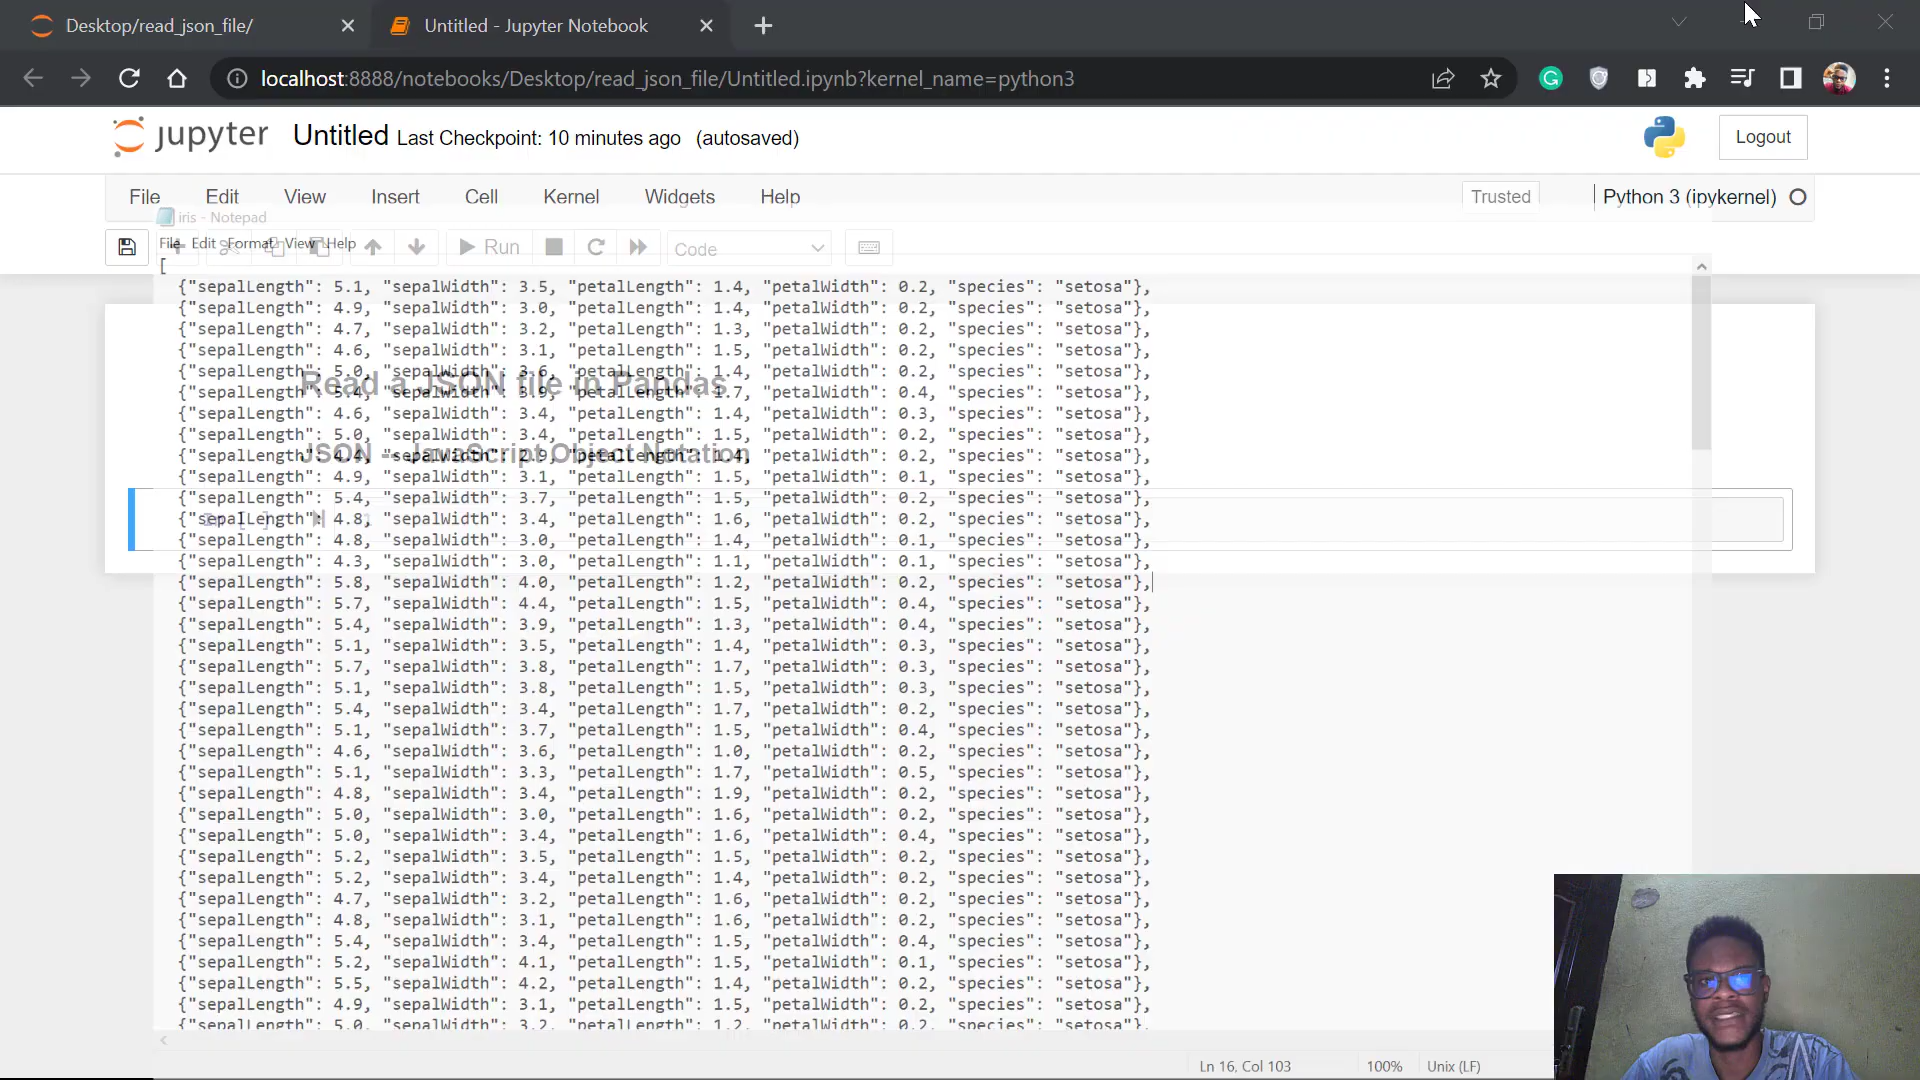 Desktop/read_json_file/
Untitled - Jupyter Notebook
localhost:8888/notebooks/Desktop/read_json_file/Untitled.ipynb?kernel_name=python3
jupyter Untitled Last Checkpoint: 10 minutes ago (autosaved)
Logout
File Edit View Insert Cell Kernel Widgets Help
Trusted
Python 3 (ipykernel)
iris - Notepad
File Edit Format View Help
Run
Code
Read a JSON file in Pandas
JSON -- JavaScript Object Notation
[
{"sepalLength": 5.1, "sepalWidth": 3.5, "petalLength": 1.4, "petalWidth": 0.2, "species": "setosa"},
{"sepalLength": 4.9, "sepalWidth": 3.0, "petalLength": 1.4, "petalWidth": 0.2, "species": "setosa"},
{"sepalLength": 4.7, "sepalWidth": 3.2, "petalLength": 1.3, "petalWidth": 0.2, "species": "setosa"},
{"sepalLength": 4.6, "sepalWidth": 3.1, "petalLength": 1.5, "petalWidth": 0.2, "species": "setosa"},
{"sepalLength": 5.0, "sepalWidth": 3.6, "petalLength": 1.4, "petalWidth": 0.2, "species": "setosa"},
{"sepalLength": 5.4, "sepalWidth": 3.9, "petalLength": 1.7, "petalWidth": 0.4, "species": "setosa"},
{"sepalLength": 4.6, "sepalWidth": 3.4, "petalLength": 1.4, "petalWidth": 0.3, "species": "setosa"},
{"sepalLength": 5.0, "sepalWidth": 3.4, "petalLength": 1.5, "petalWidth": 0.2, "species": "setosa"},
{"sepalLength": 4.4, "sepalWidth": 2.9, "petalLength": 1.4, "petalWidth": 0.2, "species": "setosa"},
{"sepalLength": 4.9, "sepalWidth": 3.1, "petalLength": 1.5, "petalWidth": 0.1, "species": "setosa"},
{"sepalLength": 5.4, "sepalWidth": 3.7, "petalLength": 1.5, "petalWidth": 0.2, "species": "setosa"},
{"sepalLength": 4.8, "sepalWidth": 3.4, "petalLength": 1.6, "petalWidth": 0.2, "species": "setosa"},
{"sepalLength": 4.8, "sepalWidth": 3.0, "petalLength": 1.4, "petalWidth": 0.1, "species": "setosa"},
{"sepalLength": 4.3, "sepalWidth": 3.0, "petalLength": 1.1, "petalWidth": 0.1, "species": "setosa"},
{"sepalLength": 5.8, "sepalWidth": 4.0, "petalLength": 1.2, "petalWidth": 0.2, "species": "setosa"},
{"sepalLength": 5.7, "sepalWidth": 4.4, "petalLength": 1.5, "petalWidth": 0.4, "species": "setosa"},
{"sepalLength": 5.4, "sepalWidth": 3.9, "petalLength": 1.3, "petalWidth": 0.4, "species": "setosa"},
{"sepalLength": 5.1, "sepalWidth": 3.5, "petalLength": 1.4, "petalWidth": 0.3, "species": "setosa"},
{"sepalLength": 5.7, "sepalWidth": 3.8, "petalLength": 1.7, "petalWidth": 0.3, "species": "setosa"},
{"sepalLength": 5.1, "sepalWidth": 3.8, "petalLength": 1.5, "petalWidth": 0.3, "species": "setosa"},
{"sepalLength": 5.4, "sepalWidth": 3.4, "petalLength": 1.7, "petalWidth": 0.2, "species": "setosa"},
{"sepalLength": 5.1, "sepalWidth": 3.7, "petalLength": 1.5, "petalWidth": 0.4, "species": "setosa"},
{"sepalLength": 4.6, "sepalWidth": 3.6, "petalLength": 1.0, "petalWidth": 0.2, "species": "setosa"},
{"sepalLength": 5.1, "sepalWidth": 3.3, "petalLength": 1.7, "petalWidth": 0.5, "species": "setosa"},
{"sepalLength": 4.8, "sepalWidth": 3.4, "petalLength": 1.9, "petalWidth": 0.2, "species": "setosa"},
{"sepalLength": 5.0, "sepalWidth": 3.0, "petalLength": 1.6, "petalWidth": 0.2, "species": "setosa"},
{"sepalLength": 5.0, "sepalWidth": 3.4, "petalLength": 1.6, "petalWidth": 0.4, "species": "setosa"},
{"sepalLength": 5.2, "sepalWidth": 3.5, "petalLength": 1.5, "petalWidth": 0.2, "species": "setosa"},
{"sepalLength": 5.2, "sepalWidth": 3.4, "petalLength": 1.4, "petalWidth": 0.2, "species": "setosa"},
{"sepalLength": 4.7, "sepalWidth": 3.2, "petalLength": 1.6, "petalWidth": 0.2, "species": "setosa"},
{"sepalLength": 4.8, "sepalWidth": 3.1, "petalLength": 1.6, "petalWidth": 0.2, "species": "setosa"},
{"sepalLength": 5.4, "sepalWidth": 3.4, "petalLength": 1.5, "petalWidth": 0.4, "species": "setosa"},
{"sepalLength": 5.2, "sepalWidth": 4.1, "petalLength": 1.5, "petalWidth": 0.1, "species": "setosa"},
{"sepalLength": 5.5, "sepalWidth": 4.2, "petalLength": 1.4, "petalWidth": 0.2, "species": "setosa"},
{"sepalLength": 4.9, "sepalWidth": 3.1, "petalLength": 1.5, "petalWidth": 0.2, "species": "setosa"},
{"sepalLength": 5.0, "sepalWidth": 3.2, "petalLength": 1.2, "petalWidth": 0.2, "species": "setosa"},
Ln 16, Col 103
100%
Unix (LF)